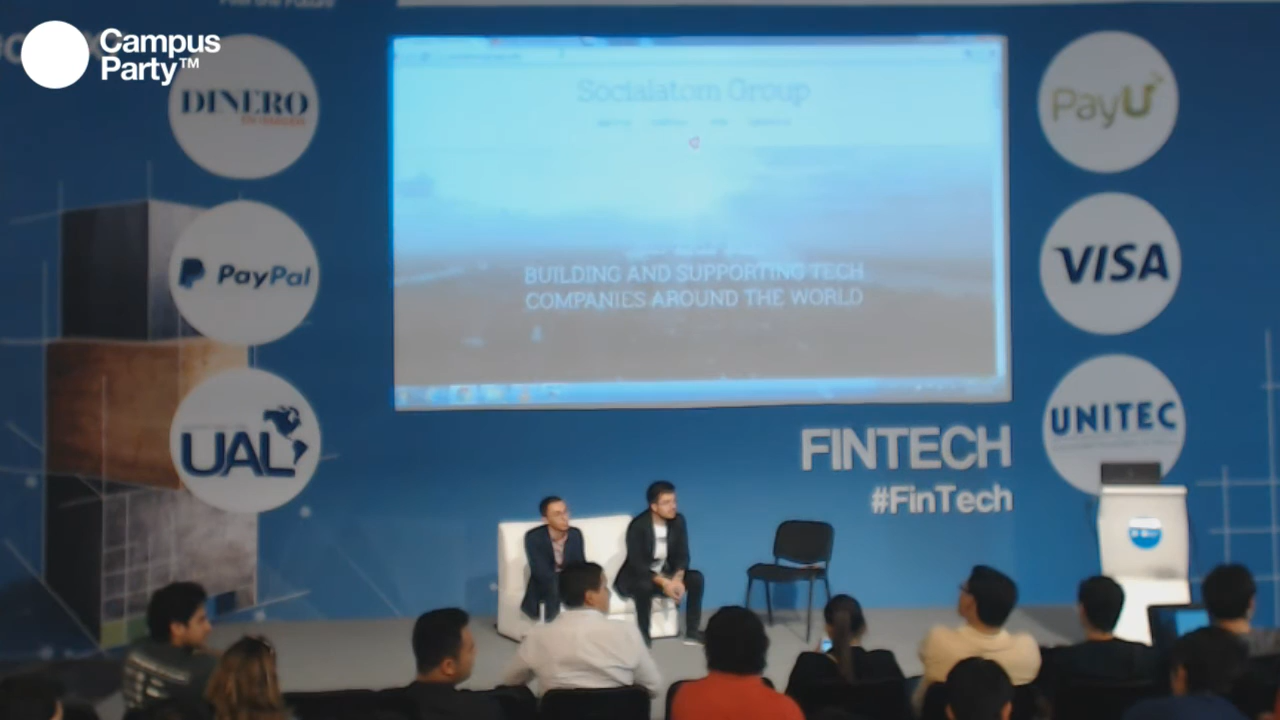 Campus
Party™
DINERO
PayPal
UAL
Socialatom Group
BUILDING AND SUPPORTING TECH
COMPANIES AROUND THE WORLD
PayU
VISA
UNITEC
FINTECH
#FinTech